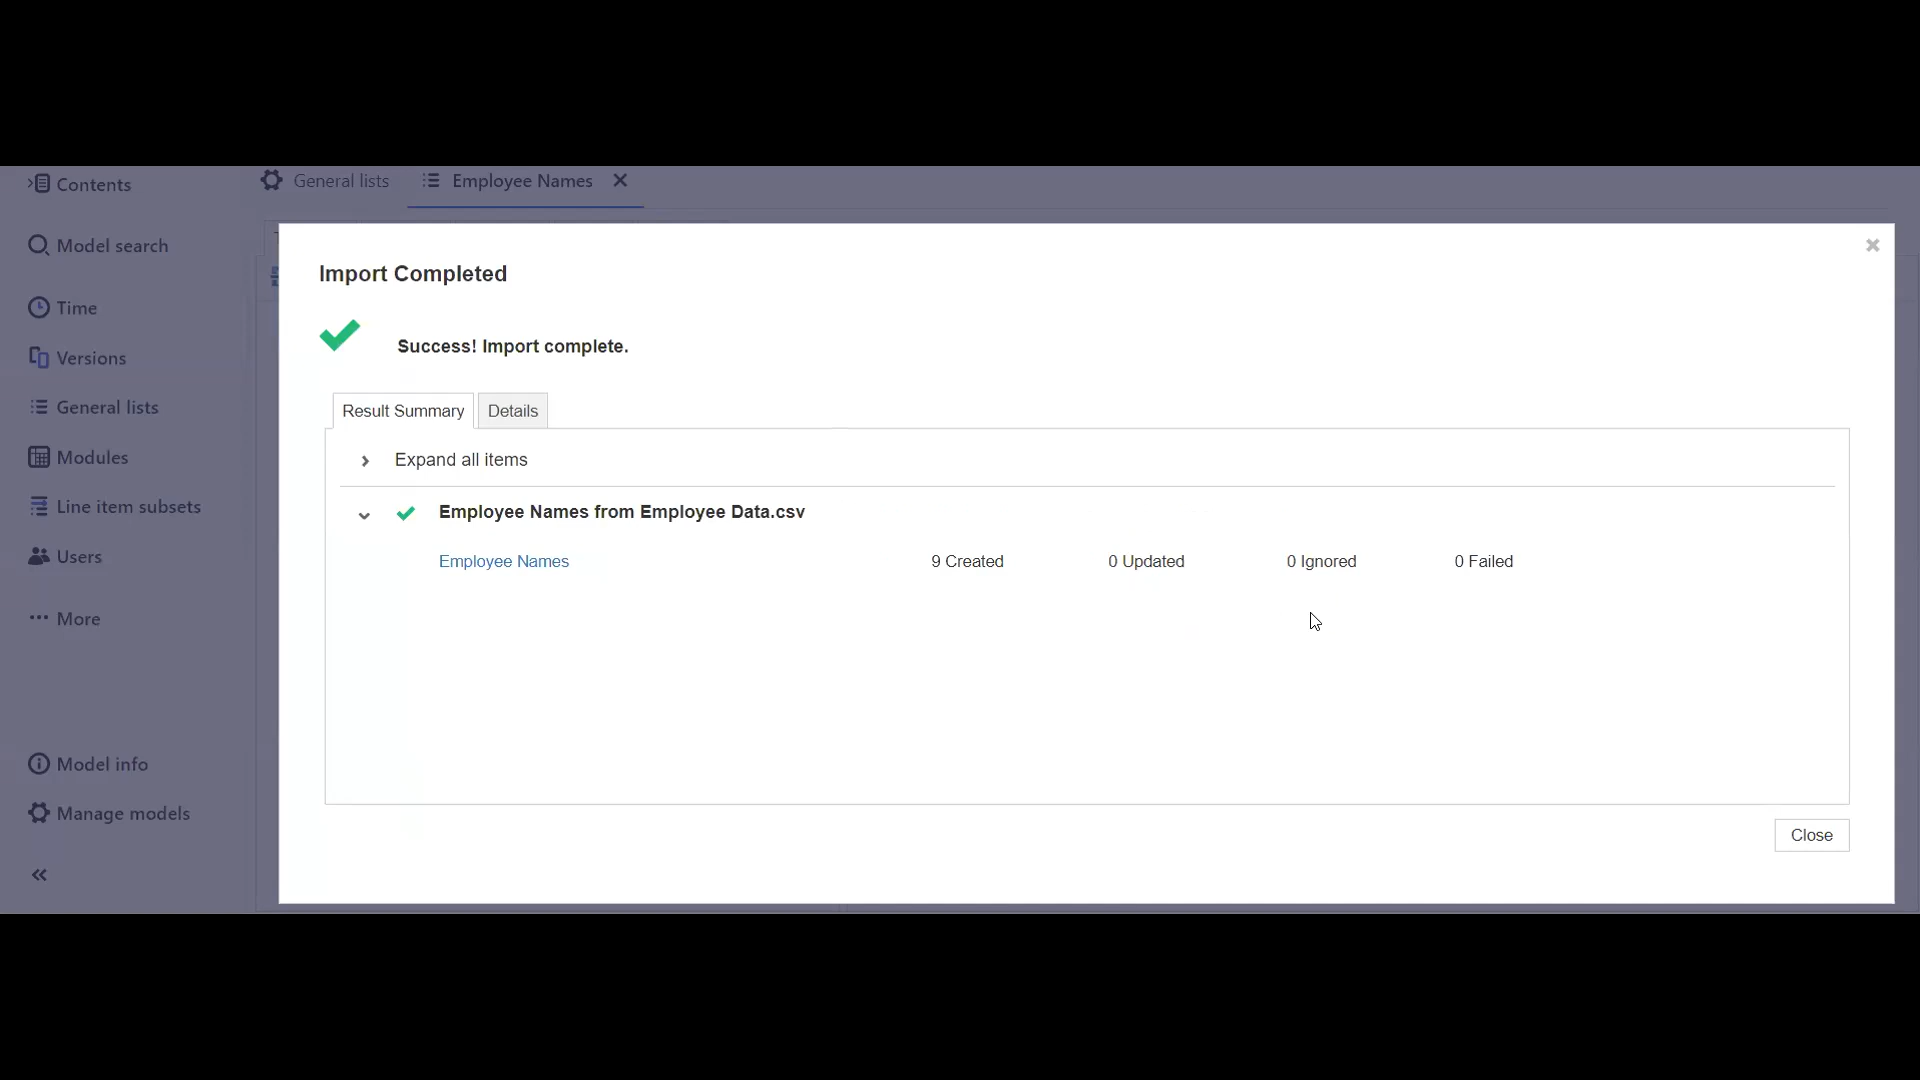 Contents
General lists
Employee Names
Model search
Time
Versions
General lists
Modules
Line item subsets
Users
More
Model info
Manage models
Import Completed
Success! Import complete.
Result Summary
Details
Expand all items
Employee Names from Employee Data.csv
Employee Names 9 Created 0 Updated 0 Ignored 0 Failed
Close